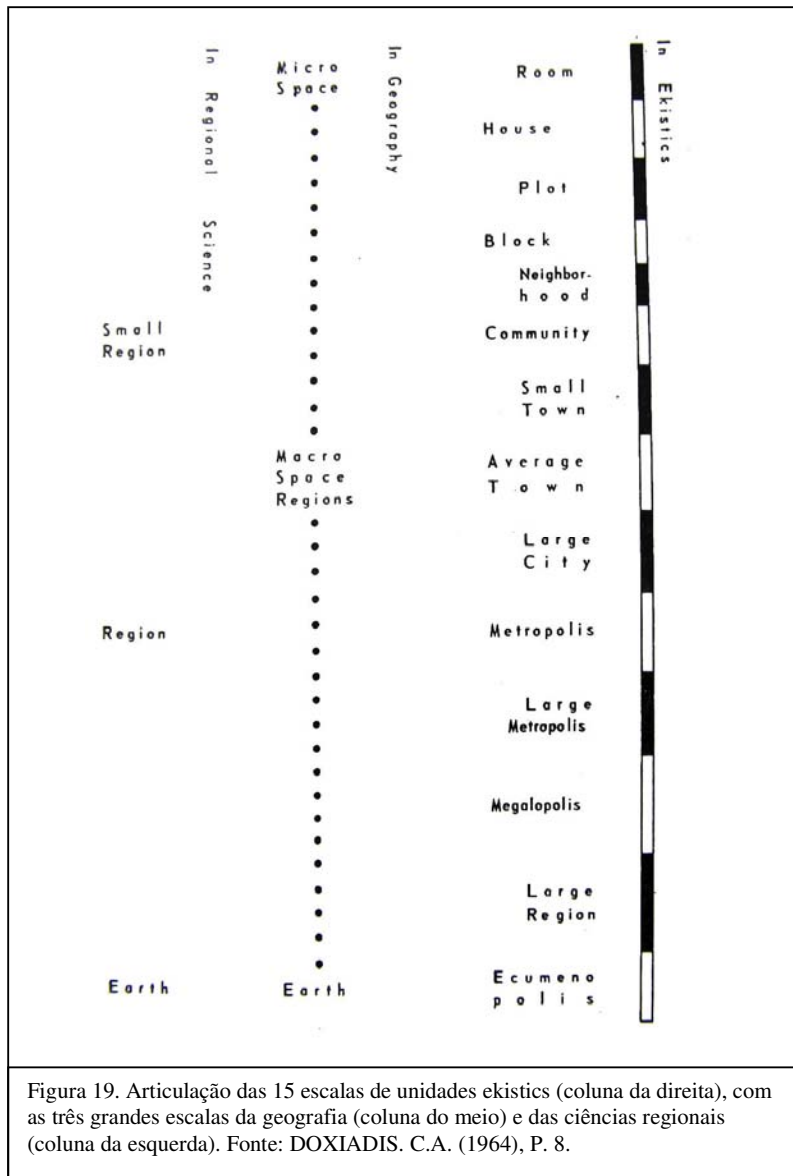 In Regional Science
In Geography
In Ekistics
Micro
Space
Room
House
Plot
Block
Neighbor-
hood
Small
Region
Community
Small
Town
Macro
Space
Regions
Average
Town
Large
City
Region
Metropolis
Large
Metropolis
Megalopolis
Large
Region
Earth
Earth
Ecumeno
polis
Figura 19. Articulação das 15 escalas de unidades ekistics (coluna da direita), com
as três grandes escalas da geografia (coluna do meio) e das ciências regionais
(coluna da esquerda). Fonte: DOXIADIS. C.A. (1964), P. 8.